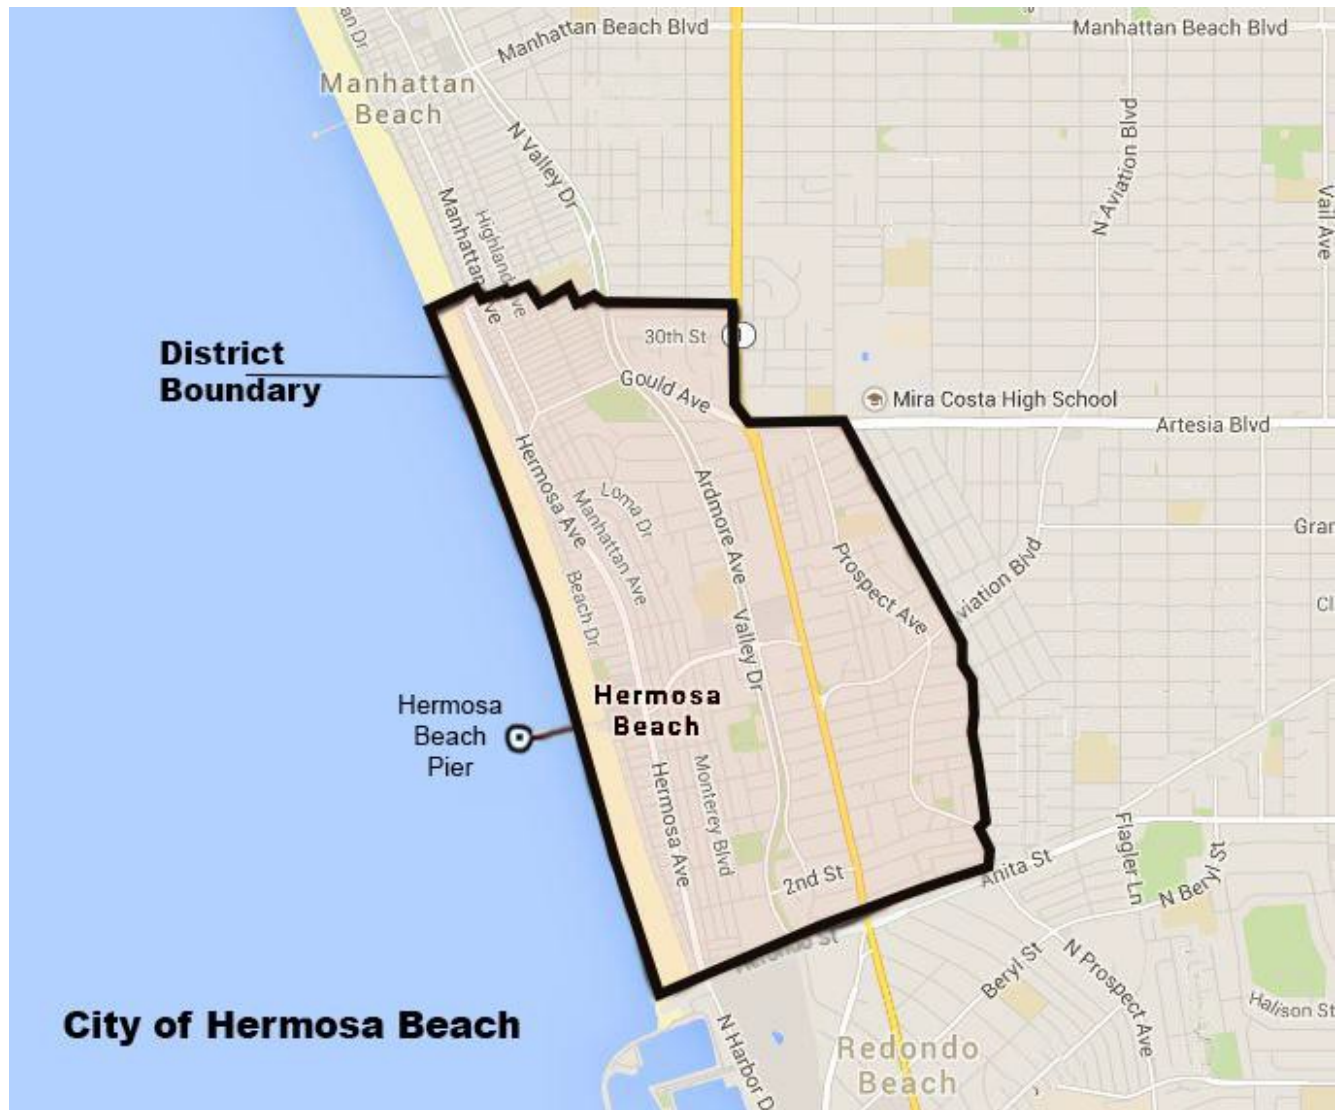 an Dr
Manhattan Beach Blvd
Manhattan Beach Blvd
Manhattan
Beach
N Valley Dr
N Aviation Blvd
Vail Ave
Manhattan Ave
Highland Ave
30th St
District
Boundary
Gould Ave
Mira Costa High School
Artesia Blvd
Hermosa Ave
Loma Dr
Manhattan Ave
Ardmore Ave
Gran
Prospect Ave
viation Blvd
Beach Dr
Valley Dr
Cl
Hermosa
Beach
Pier
Hermosa
Beach
Hermosa Ave
Monterey Blvd
2nd St
Anita St
Flagler Ln
N Beryl St
Beryl St
N Prospect Ave
Halison St
City of Hermosa Beach
N Harbor D
Redondo
Beach